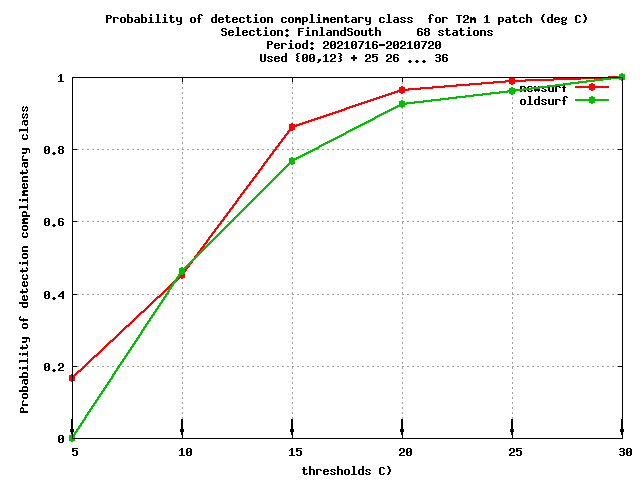 Probability of detection complimentary class for T2m 1 patch (deg C)
Selection: FinlandSouth 68 stations
Period: 20210716-20210720
Used {00,12} + 25 26 ... 36
Probability of detection complimentary class
1
0.8
0.6
0.4
0.2
0
newsurf
oldsurf
5 10 15 20 25 30
thresholds C)